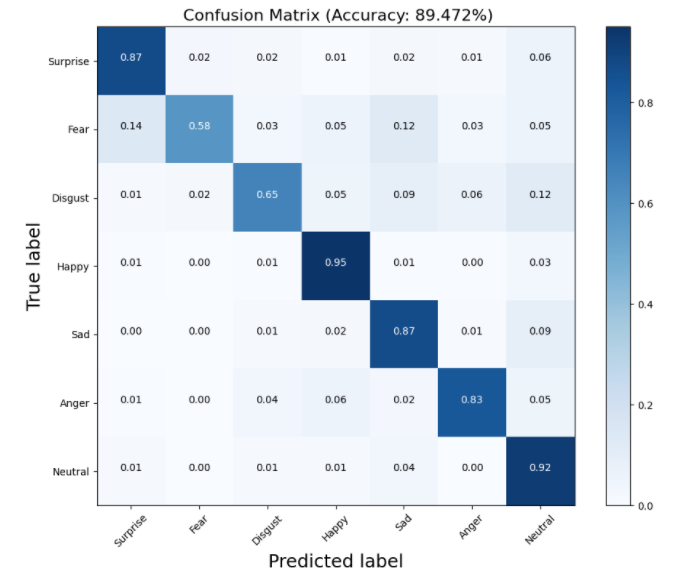 Confusion Matrix (Accuracy: 89.472%)
Surprise 0.87 0.02 0.02 0.01 0.02 0.01 0.06
0.8
Fear 0.14 0.58 0.03 0.05 0.12 0.03 0.05
Disgust 0.01 0.02 0.65 0.05 0.09 0.06 0.12
0.6
True label
Happy 0.01 0.00 0.01 0.95 0.01 0.00 0.03
0.4
Sad 0.00 0.00 0.01 0.02 0.87 0.01 0.09
Anger 0.01 0.00 0.04 0.06 0.02 0.83 0.05
0.2
Neutral 0.01 0.00 0.01 0.01 0.04 0.00 0.92
0.0
Surprise Fear Disgust Happy Sad Anger Neutral
Predicted label